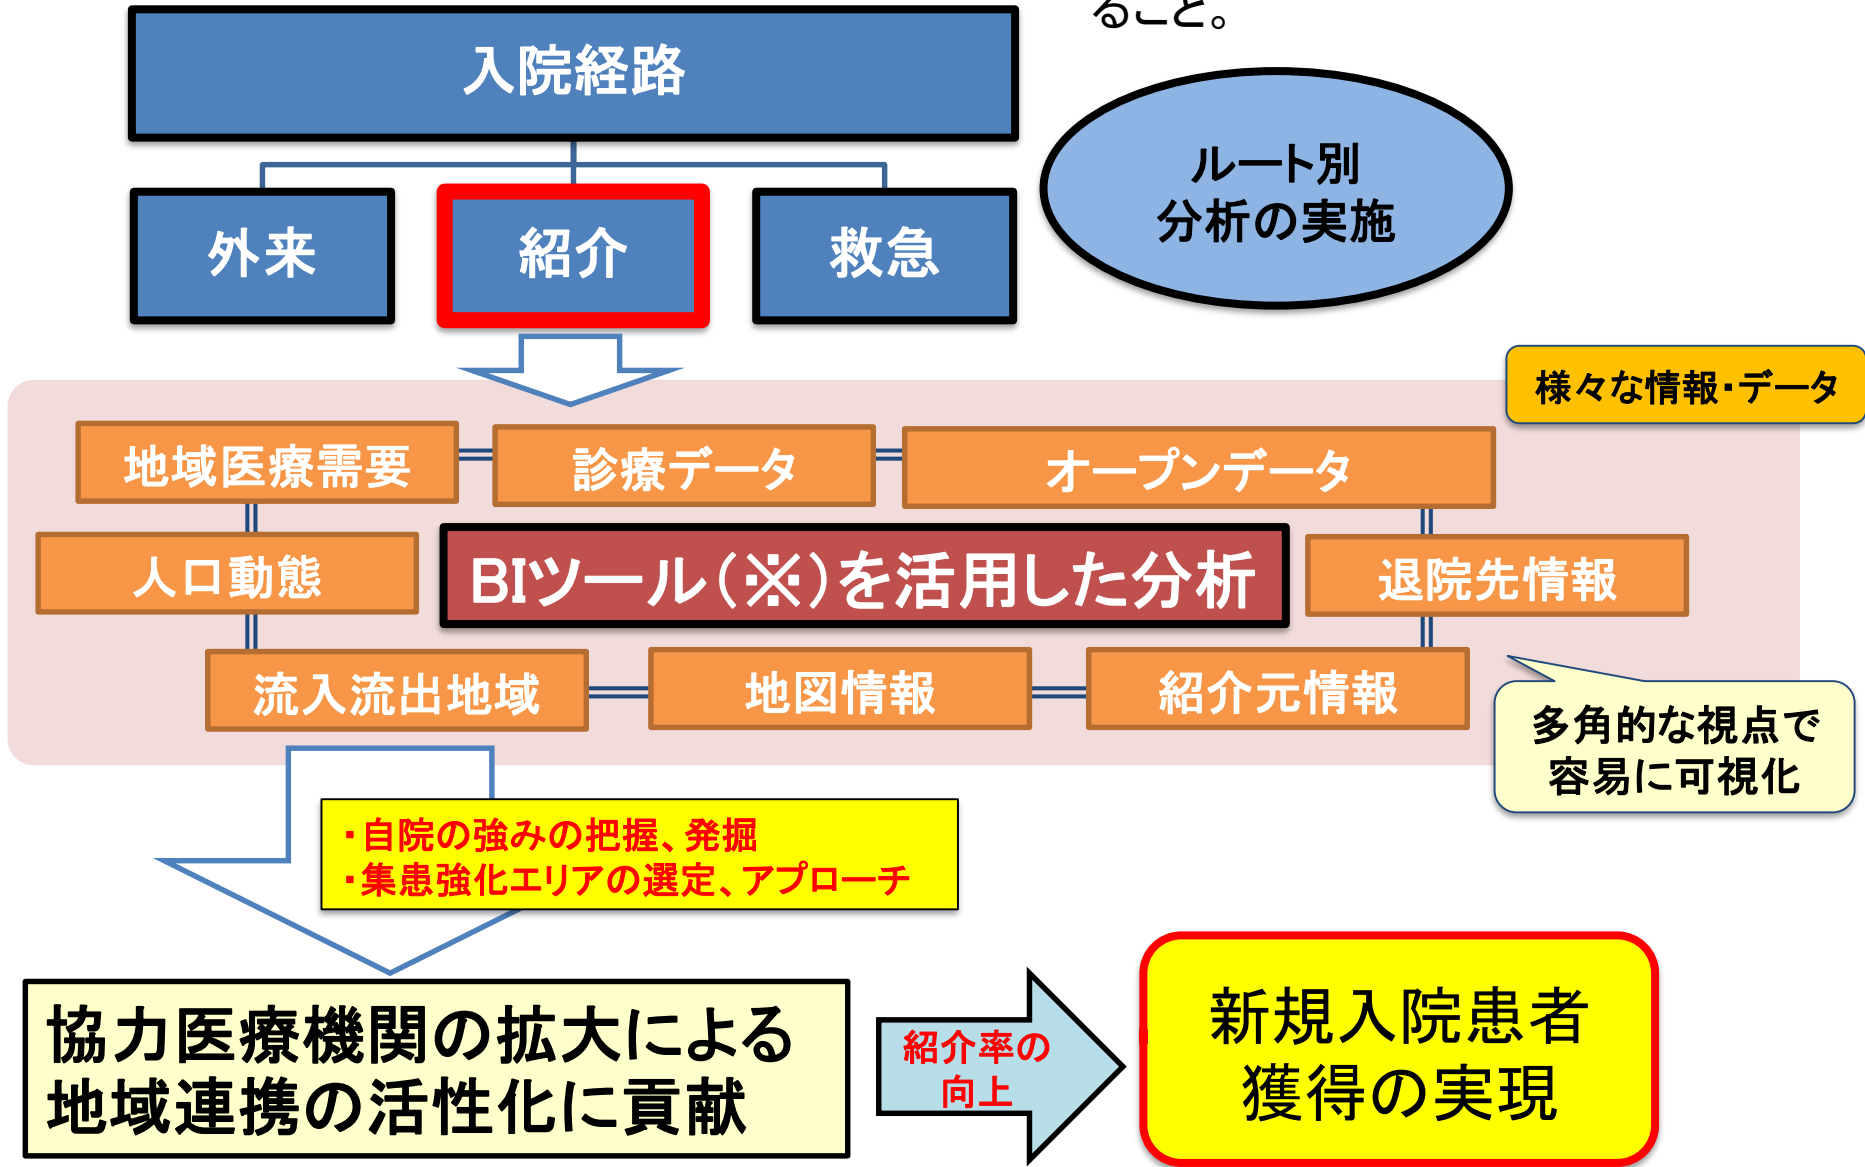 ること。
入院経路
外来
紹介
救急
ルート別
分析の実施
様々な情報・データ
地域医療需要
診療データ
オープンデータ
人口動態
BIツール(※)を活用した分析
退院先情報
流入流出地域
地図情報
紹介元情報
多角的な視点で
容易に可視化
・自院の強みの把握、発掘
・集患強化エリアの選定、アプローチ
協力医療機関の拡大による
地域連携の活性化に貢献
紹介率の
向上
新規入院患者
獲得の実現